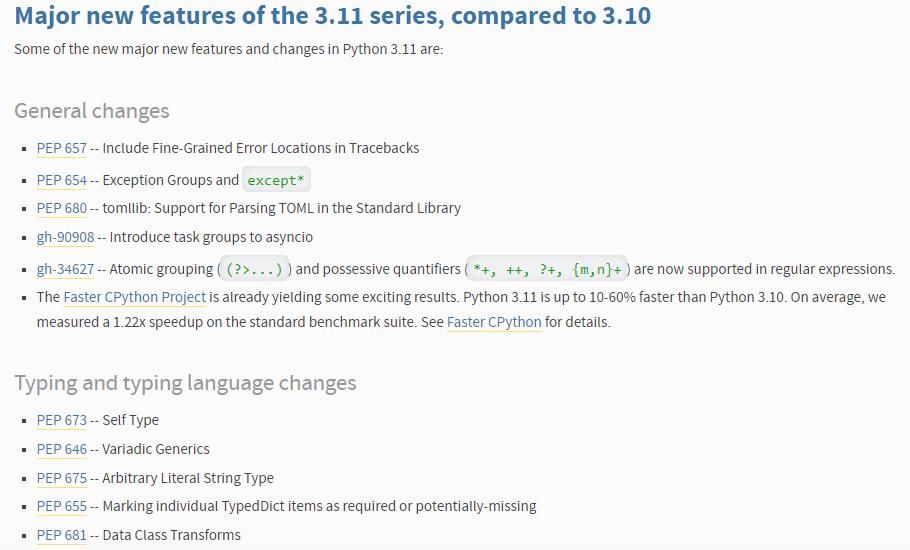 Major new features of the 3.11 series, compared to 3.10
Some of the new major new features and changes in Python 3.11 are:
General changes
▪ PEP 657 -- Include Fine-Grained Error Locations in Tracebacks
▪ PEP 654 -- Exception Groups and except*
▪ PEP 680 -- tomllib: Support for Parsing TOML in the Standard Library
▪ gh-90908 -- Introduce task groups to asyncio
▪ gh-34627 -- Atomic grouping ( (?>...) ) and possessive quantifiers ( *+, ++, ?+, {m,n}+ ) are now supported in regular expressions.
▪ The Faster CPython Project is already yielding some exciting results. Python 3.11 is up to 10-60% faster than Python 3.10. On average, we
measured a 1.22x speedup on the standard benchmark suite. See Faster CPython for details.
Typing and typing language changes
▪ PEP 673 -- Self Type
▪ PEP 646 -- Variadic Generics
▪ PEP 675 -- Arbitrary Literal String Type
▪ PEP 655 -- Marking individual TypedDict items as required or potentially-missing
▪ PEP 681 -- Data Class Transforms